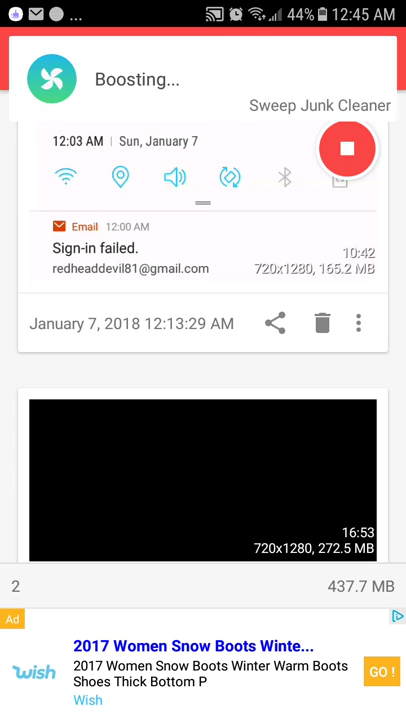 ... 44% 12:45 AM
Boosting...
Sweep Junk Cleaner
12:03 AM | Sun, January 7
Email 12:00 AM
Sign-in failed.
redheaddevil81@gmail.com
10:42
720x1280, 165.2 MB
January 7, 2018 12:13:29 AM
16:53
720x1280, 272.5 MB
2
437.7 MB
Ad
2017 Women Snow Boots Winte...
2017 Women Snow Boots Winter Warm Boots
Shoes Thick Bottom P
Wish
wish
GO !